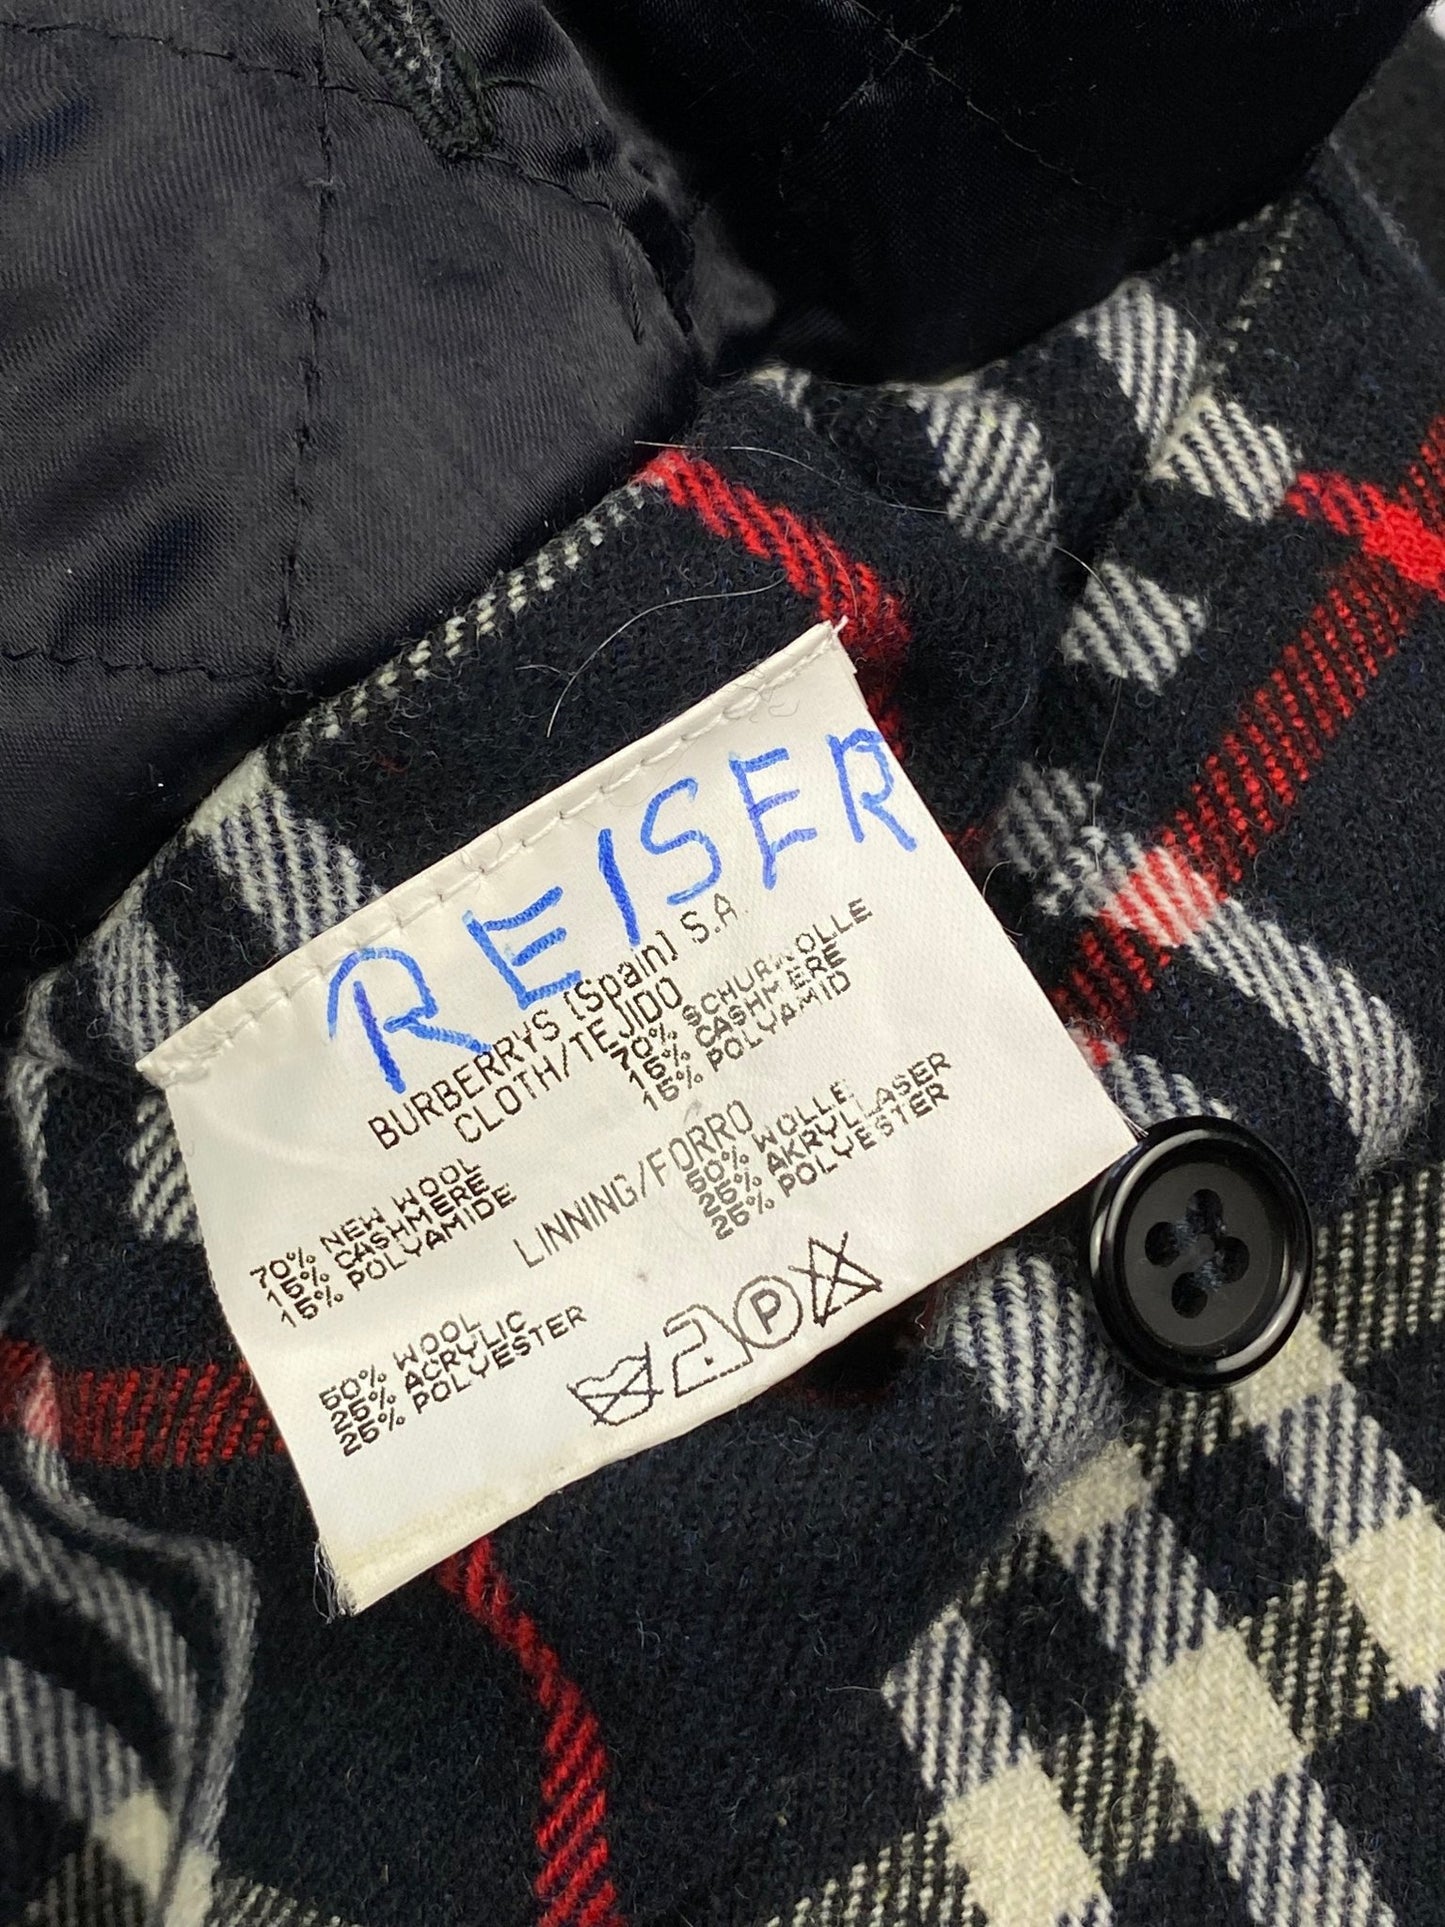 REISER
BURBERRYS (Spain) S.A.
CLOTH/TEJIDO
70% SCHURWOLLE
15% CASHMERE
15% POLYAMID
70% NEW WOOL
15% CASHMERE
15% POLYAMIDE
LINNING/FORRO
50% WOLLE
25% AKRYLLASER
25% POLYESTER
50% WOOL
25% ACRYLIC
25% POLYESTER
P